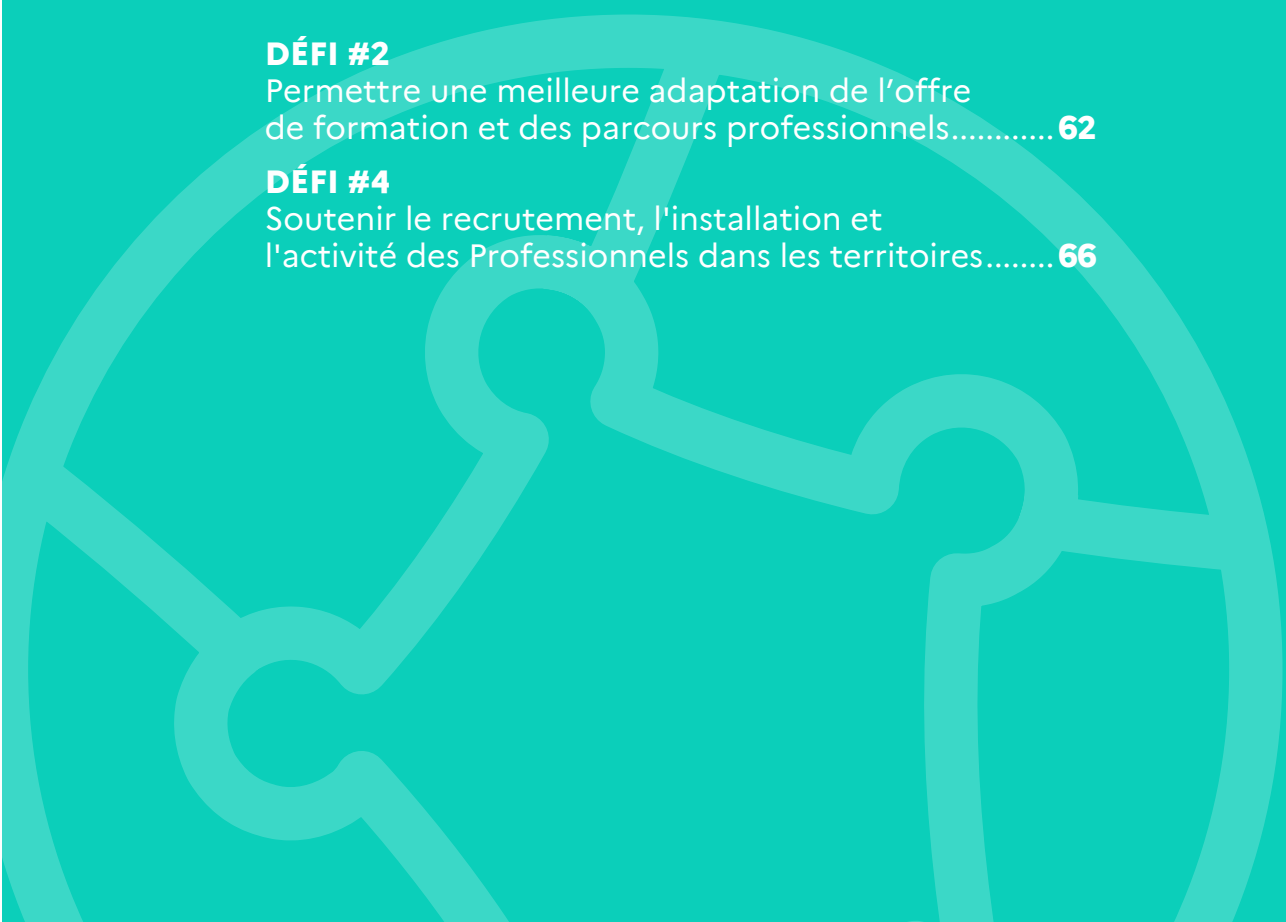 DÉFI #2
Permettre une meilleure adaptation de l’offre
de formation et des parcours professionnels............62
DÉFI #4
Soutenir le recrutement, l'installation et
l'activité des Professionnels dans les territoires........66